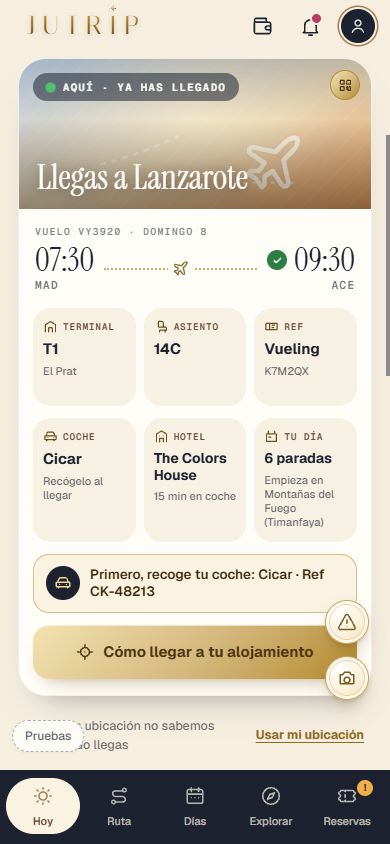 JUTRIP
AQUÍ · YA HAS LLEGADO
Llegas a Lanzarote
VUELO VY3920 · DOMINGO 8
07:30 09:30
MAD ACE
TERMINAL
T1
El Prat
ASIENTO
14C
REF
Vueling
K7M2QX
COCHE
Cicar
Recógelo al
llegar
HOTEL
The Colors
House
15 min en coche
TU DÍA
6 paradas
Empieza en
Montañas del
Fuego
(Timanfaya)
Primero, recoge tu coche: Cicar · Ref
CK-48213
Cómo llegar a tu alojamiento
ubicación no sabemos
llegas
Usar mi ubicación
Pruebas
Hoy
Ruta
Días
Explorar
!
Reservas